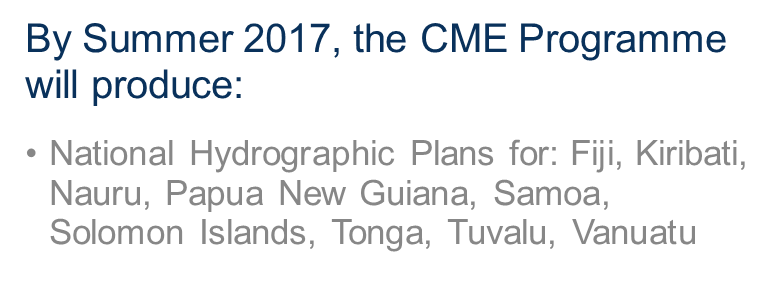 By Summer 2017, the CME Programme
will produce:
• National Hydrographic Plans for: Fiji, Kiribati,
Nauru, Papua New Guiana, Samoa,
Solomon Islands, Tonga, Tuvalu, Vanuatu